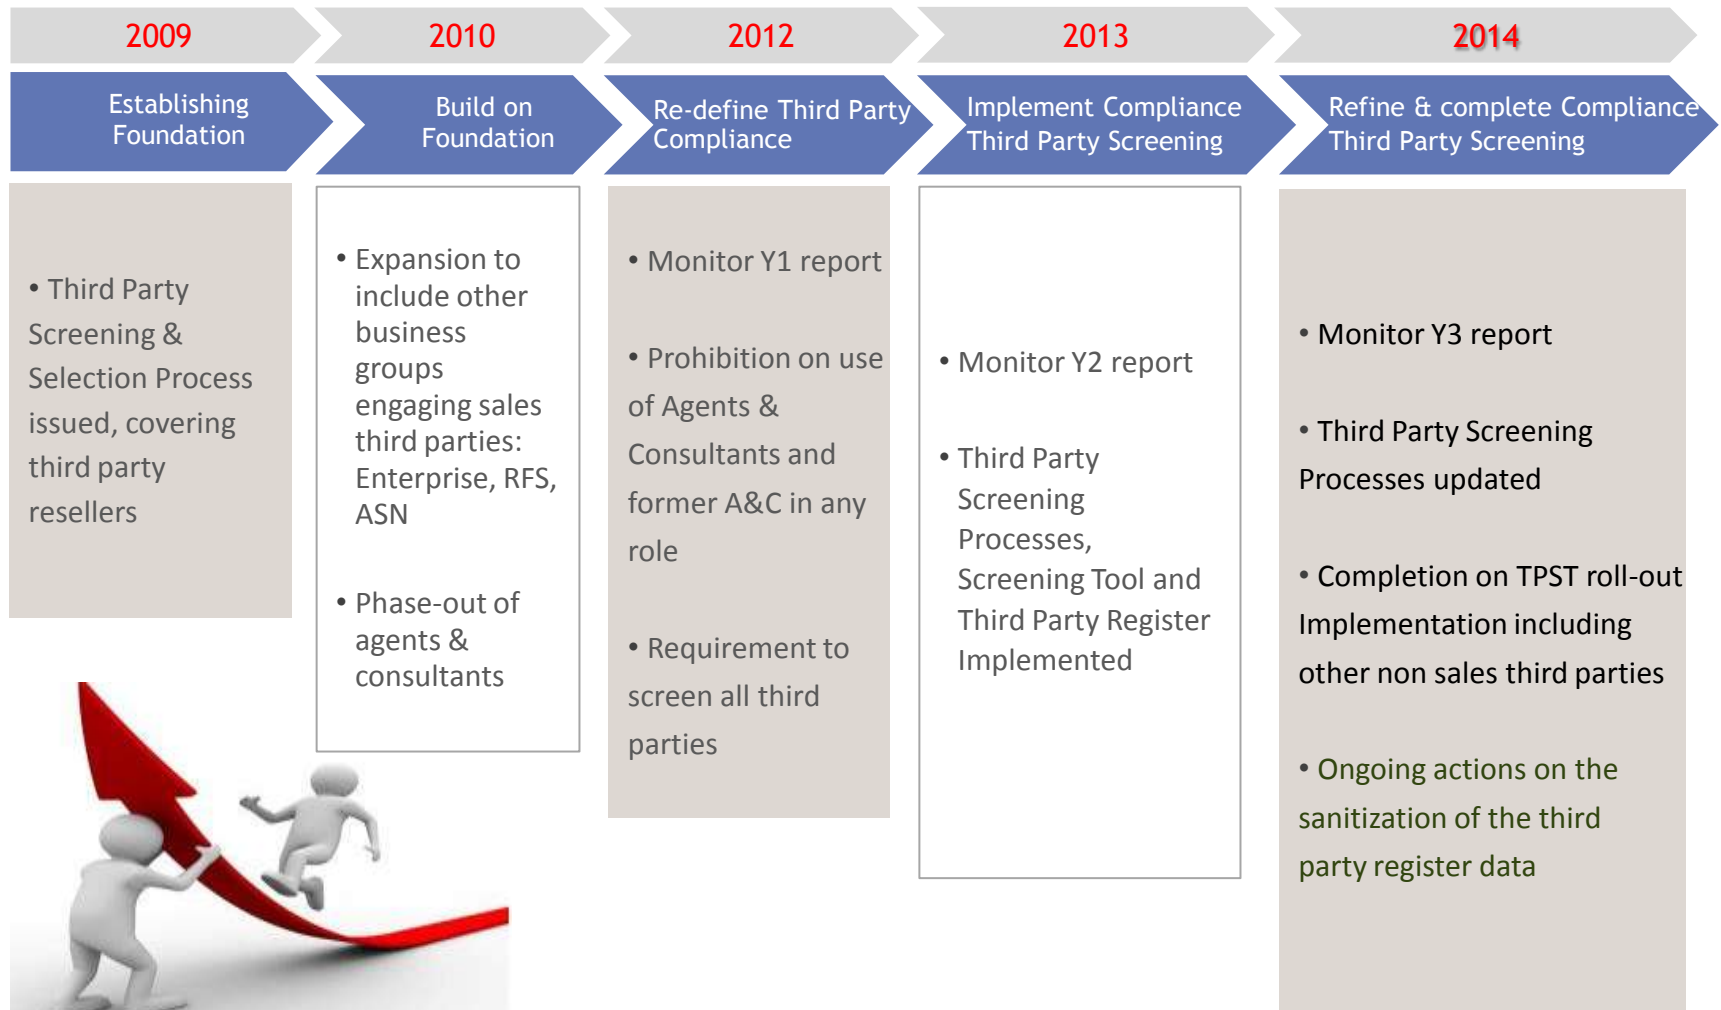 2009
2010
2012
2013
2014
Establishing
Foundation
Build on
Foundation
Re-define Third Party
Compliance
Implement Compliance
Third Party Screening
Refine & complete Compliance
Third Party Screening
• Third Party
Screening &
Selection Process
issued, covering
third party
resellers
• Expansion to
include other
business
groups
engaging sales
third parties:
Enterprise, RFS,
ASN
• Phase-out of
agents &
consultants
• Monitor Y1 report
• Prohibition on use
of Agents &
Consultants and
former A&C in any
role
• Requirement to
screen all third
parties
• Monitor Y2 report
• Third Party
Screening
Processes,
Screening Tool and
Third Party Register
Implemented
• Monitor Y3 report
• Third Party Screening
Processes updated
• Completion on TPST roll-out
Implementation including
other non sales third parties
• Ongoing actions on the
sanitization of the third
party register data